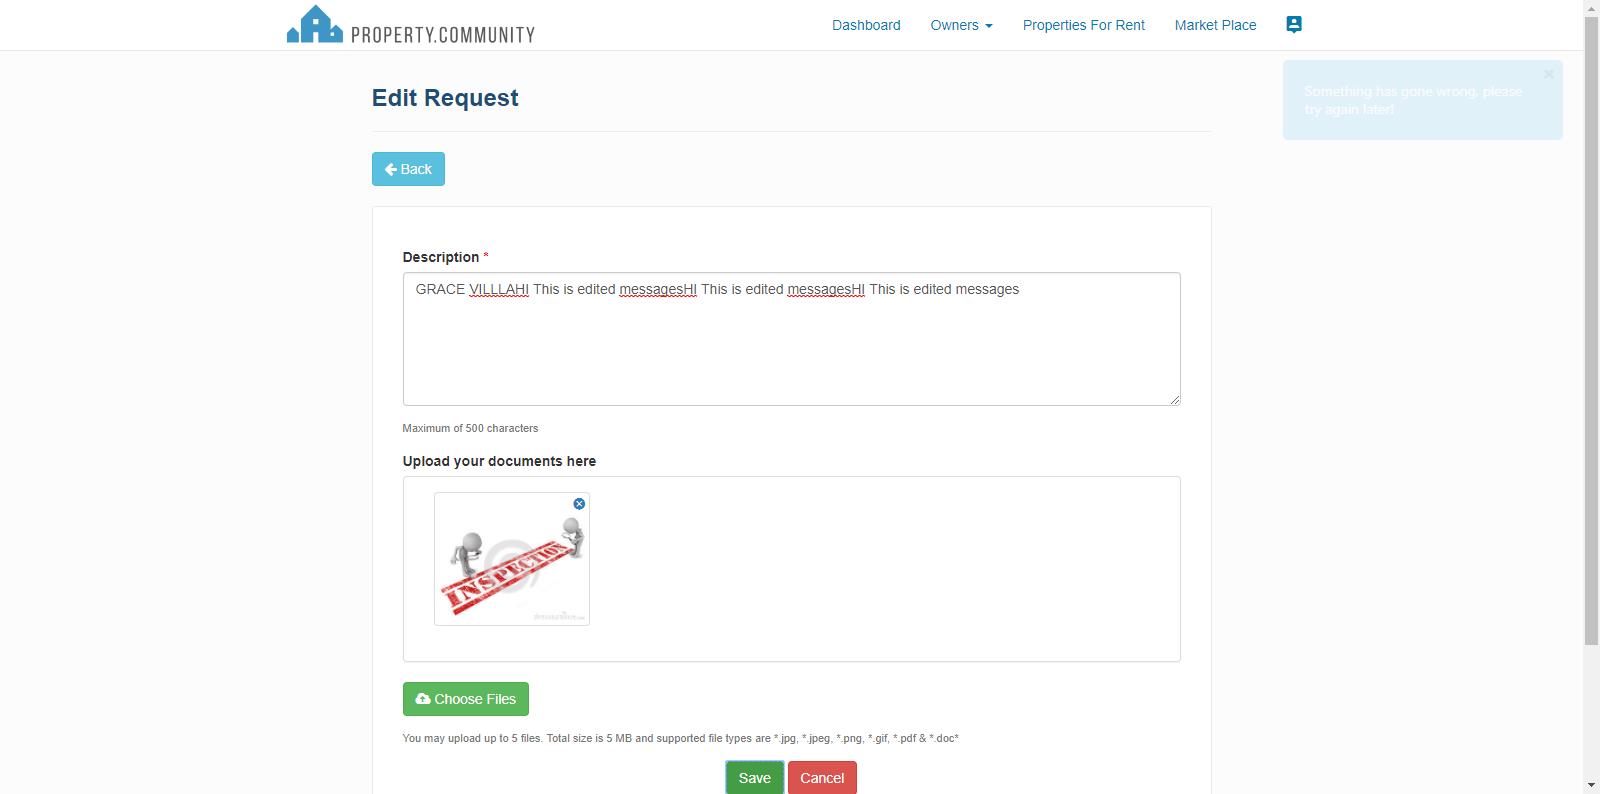 PROPERTY.COMMUNITY
Dashboard
Owners
Properties For Rent
Market Place
Something has gone wrong, please
try again later!
Edit Request
Back
Description *
GRACE VILLLAHI This is edited messagesHI This is edited messagesHI This is edited messages
Maximum of 500 characters
Upload your documents here
INSPECTION
Choose Files
You may upload up to 5 files. Total size is 5 MB and supported file types are *.jpg, *.jpeg, *.png, *.gif, *.pdf & *.doc*
Save
Cancel